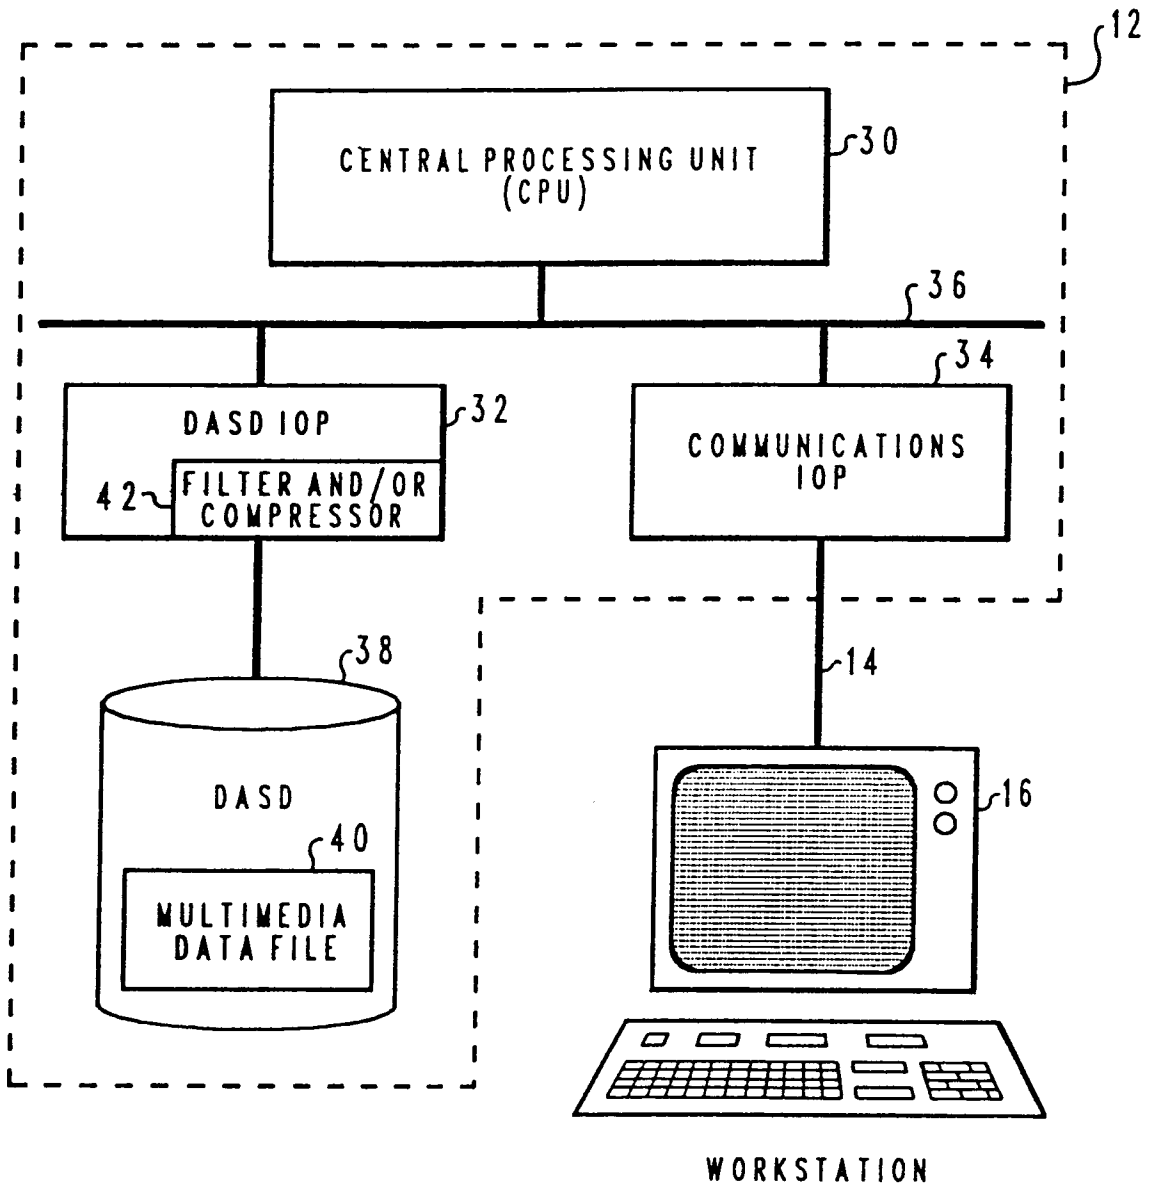 12
CENTRAL PROCESSING UNIT
(CPU)
30
36
34
DASD IOP
32
COMMUNICATIONS
IOP
42
FILTER AND/OR
COMPRESSOR
38
14
DASD
16
40
MULTIMEDIA
DATA FILE
WORKSTATION